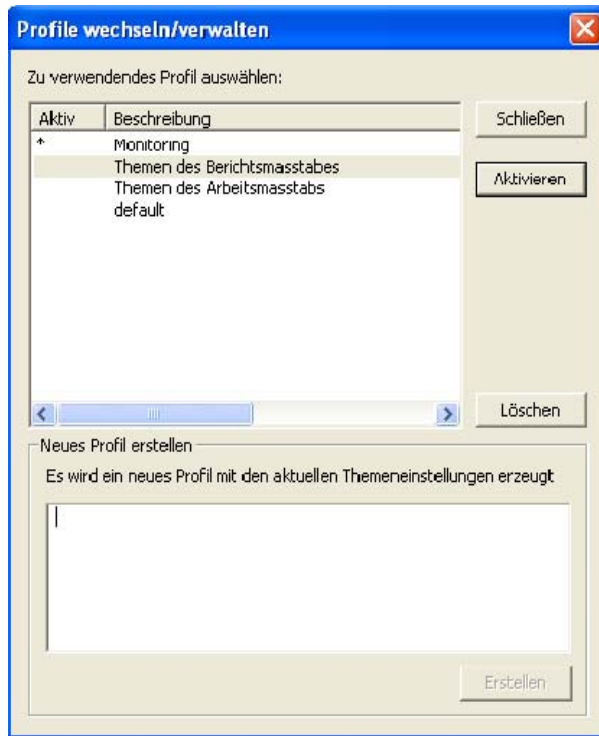 Profile wechseln/verwalten
Zu verwendendes Profil auswählen:
Aktiv Beschreibung
* Monitoring
Themen des Berichtsmasstabes
Themen des Arbeitsmasstabs
default
Schließen
Aktivieren
Löschen
Neues Profil erstellen
Es wird ein neues Profil mit den aktuellen Themeneinstellungen erzeugt
Erstellen